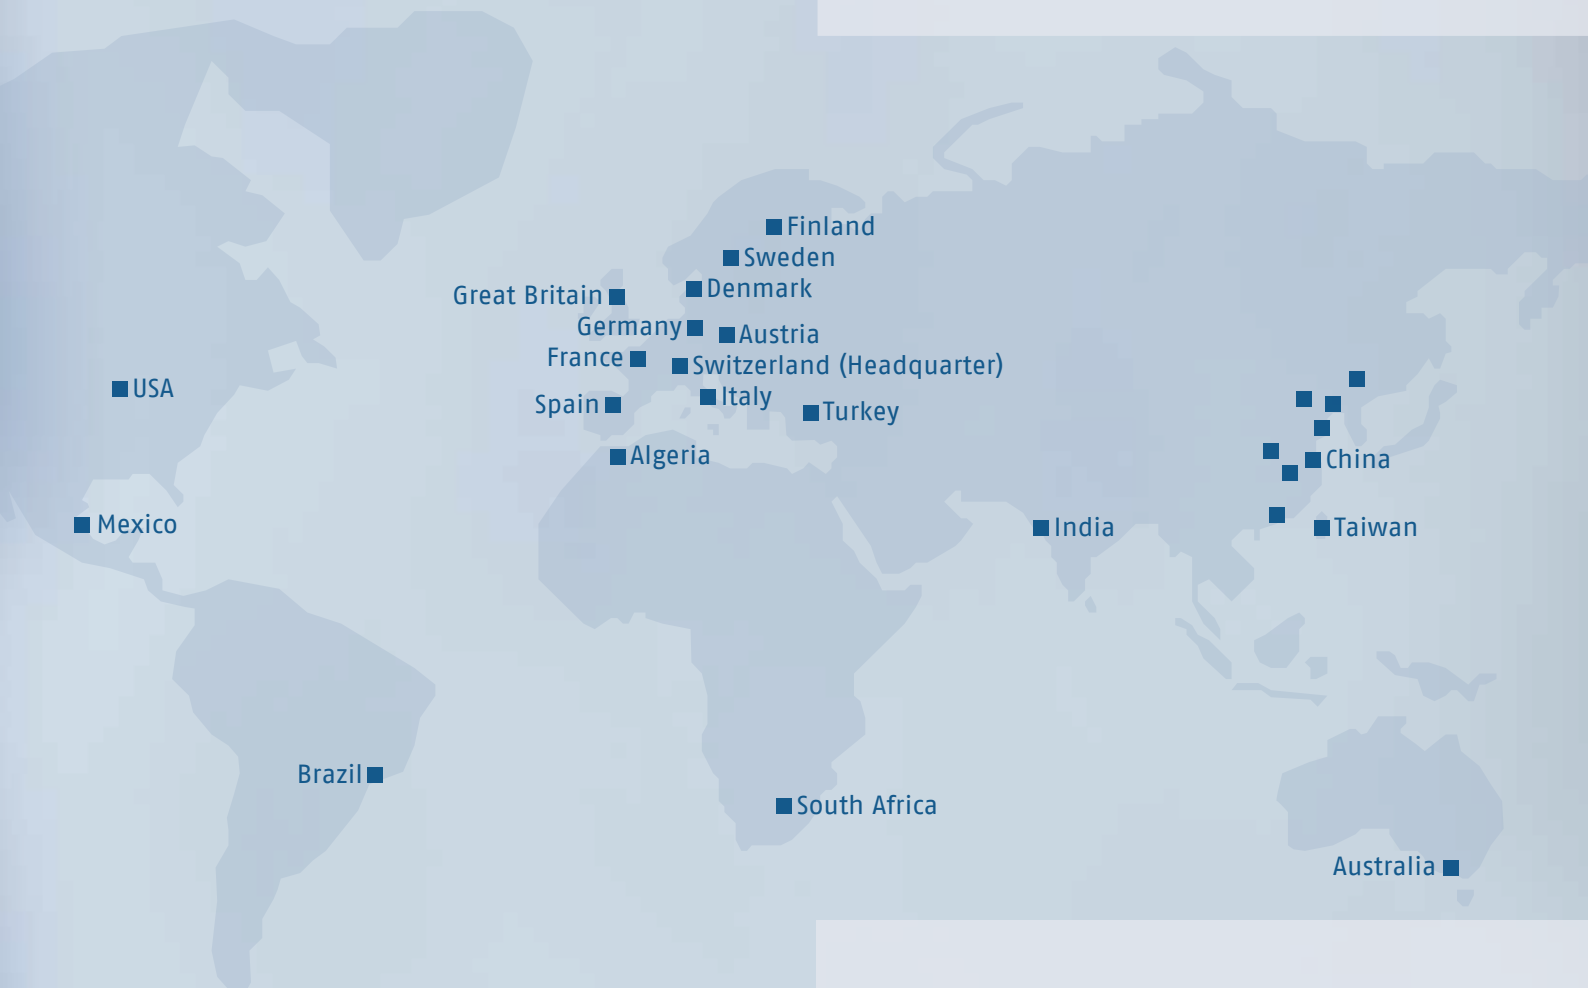 Finland
Sweden
Denmark
Great Britain
Germany
Austria
France
Switzerland (Headquarter)
USA
Italy
Spain
Turkey
Algeria
China
Mexico
India
Taiwan
Brazil
South Africa
Australia